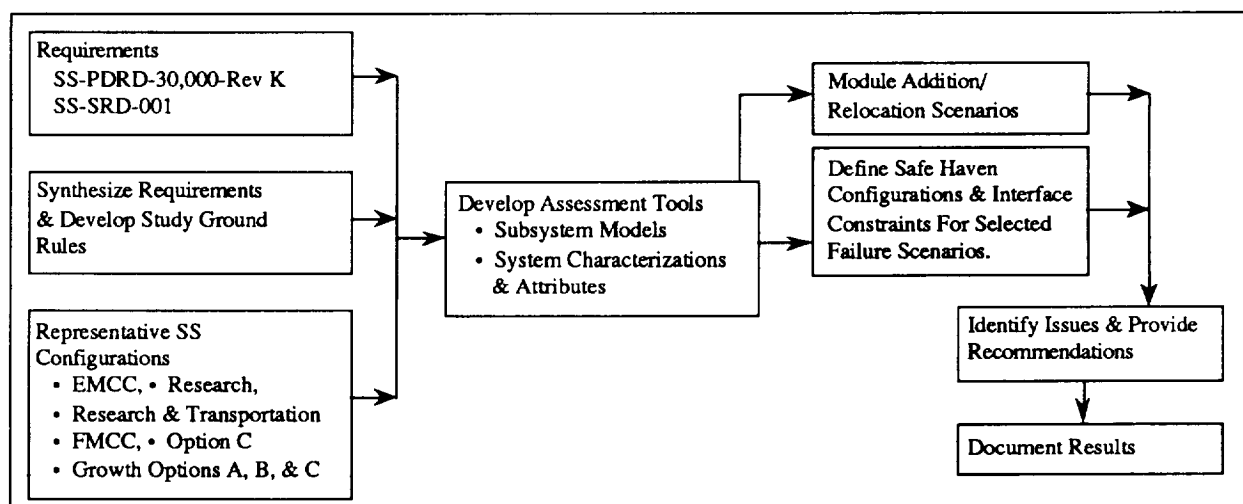 Requirements
SS-PDRD-30,000-Rev K
SS-SRD-001
Synthesize Requirements
& Develop Study Ground
Rules
Representative SS
Configurations
• EMCC, • Research,
• Research & Transportation
• FMCC, • Option C
• Growth Options A, B, & C
Develop Assessment Tools
• Subsystem Models
• System Characterizations
& Attributes
Module Addition/
Relocation Scenarios
Define Safe Haven
Configurations & Interface
Constraints For Selected
Failure Scenarios.
Identify Issues & Provide
Recommendations
Document Results